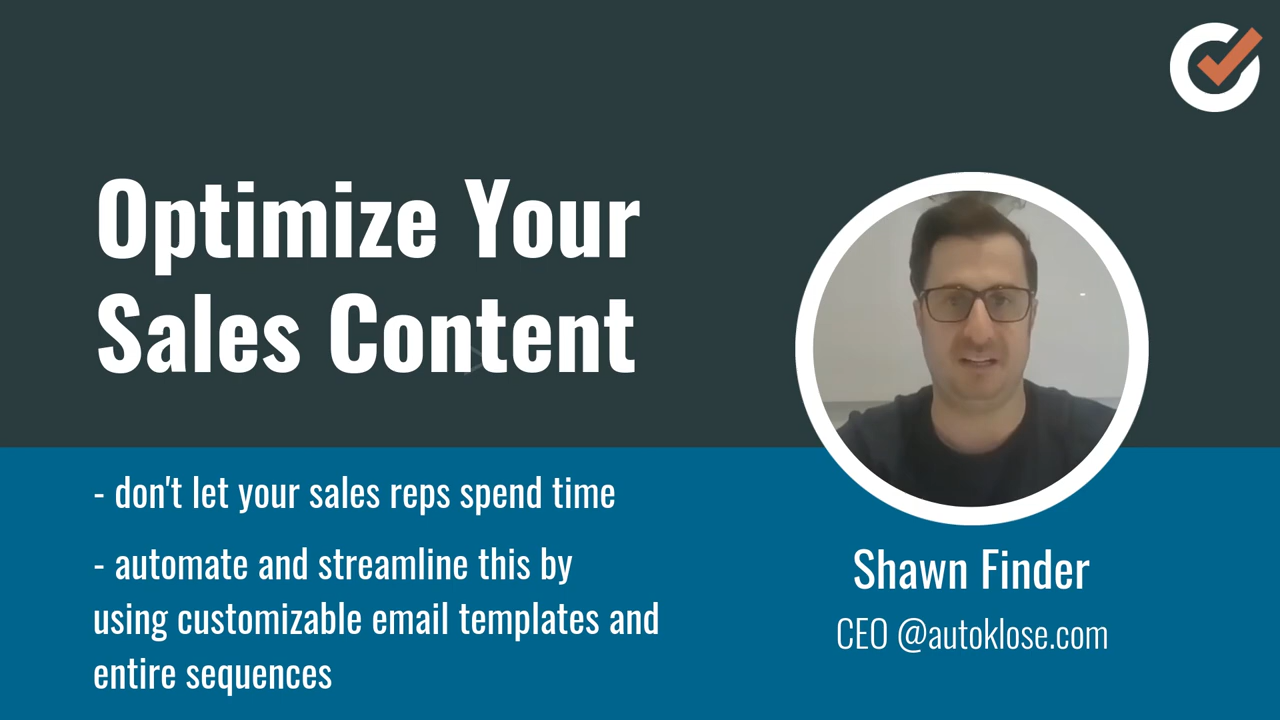 Optimize Your
Sales Content
- don't let your sales reps spend time
- automate and streamline this by
using customizable email templates and
entire sequences
Shawn Finder
CEO @autoklose.com